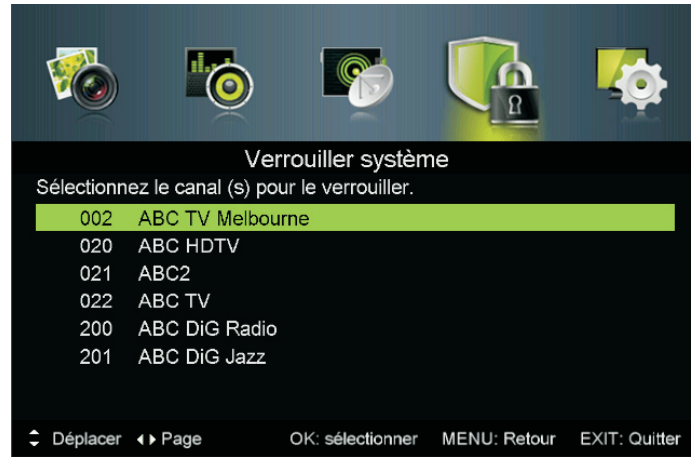 Verrouiller système
Sélectionnez le canal (s) pour le verrouiller.
002 ABC TV Melbourne
020 ABC HDTV
021 ABC2
022 ABC TV
200 ABC DiG Radio
201 ABC DiG Jazz
Déplacer Page OK: sélectionner MENU: Retour EXIT: Quitter